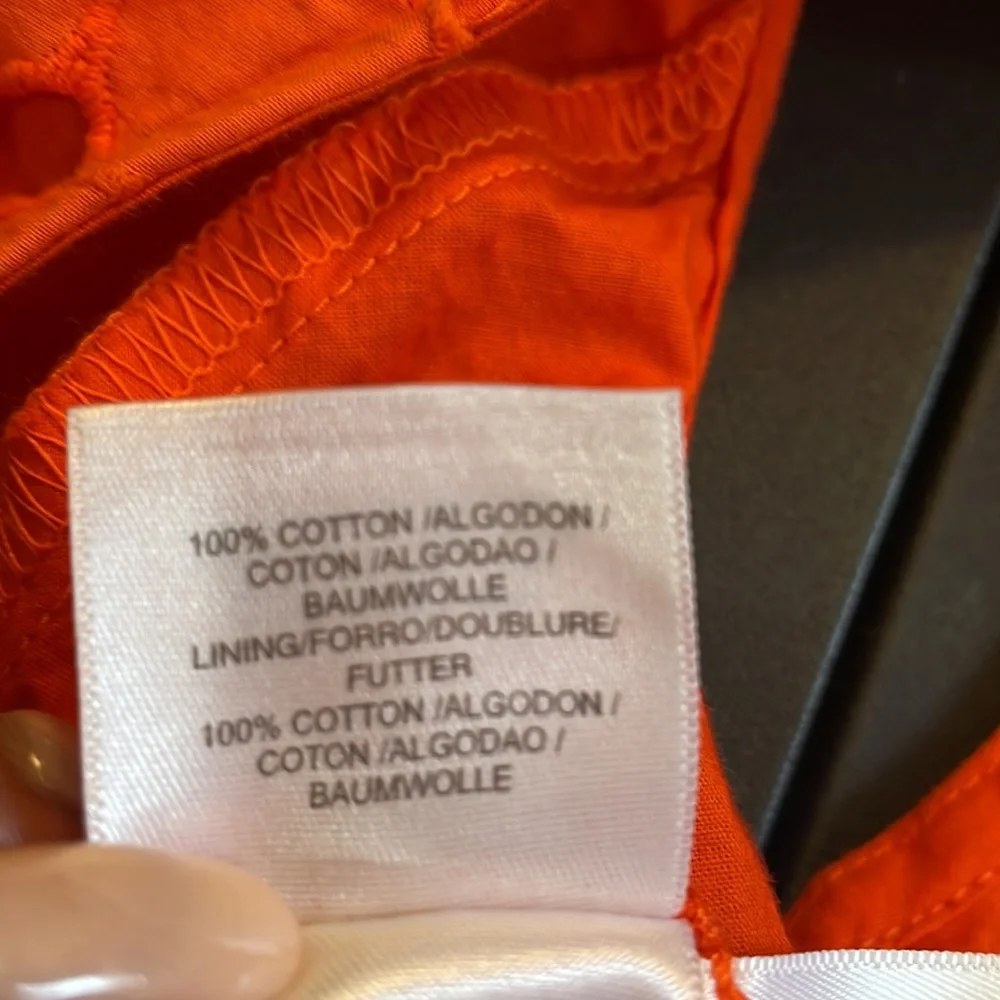 100% COTTON /ALGODON /
COTON /ALGODAO /
BAUMWOLLE
LINING/FORRO/DOUBLURE/
FUTTER
100% COTTON /ALGODON /
COTON /ALGODAO /
BAUMWOLLE